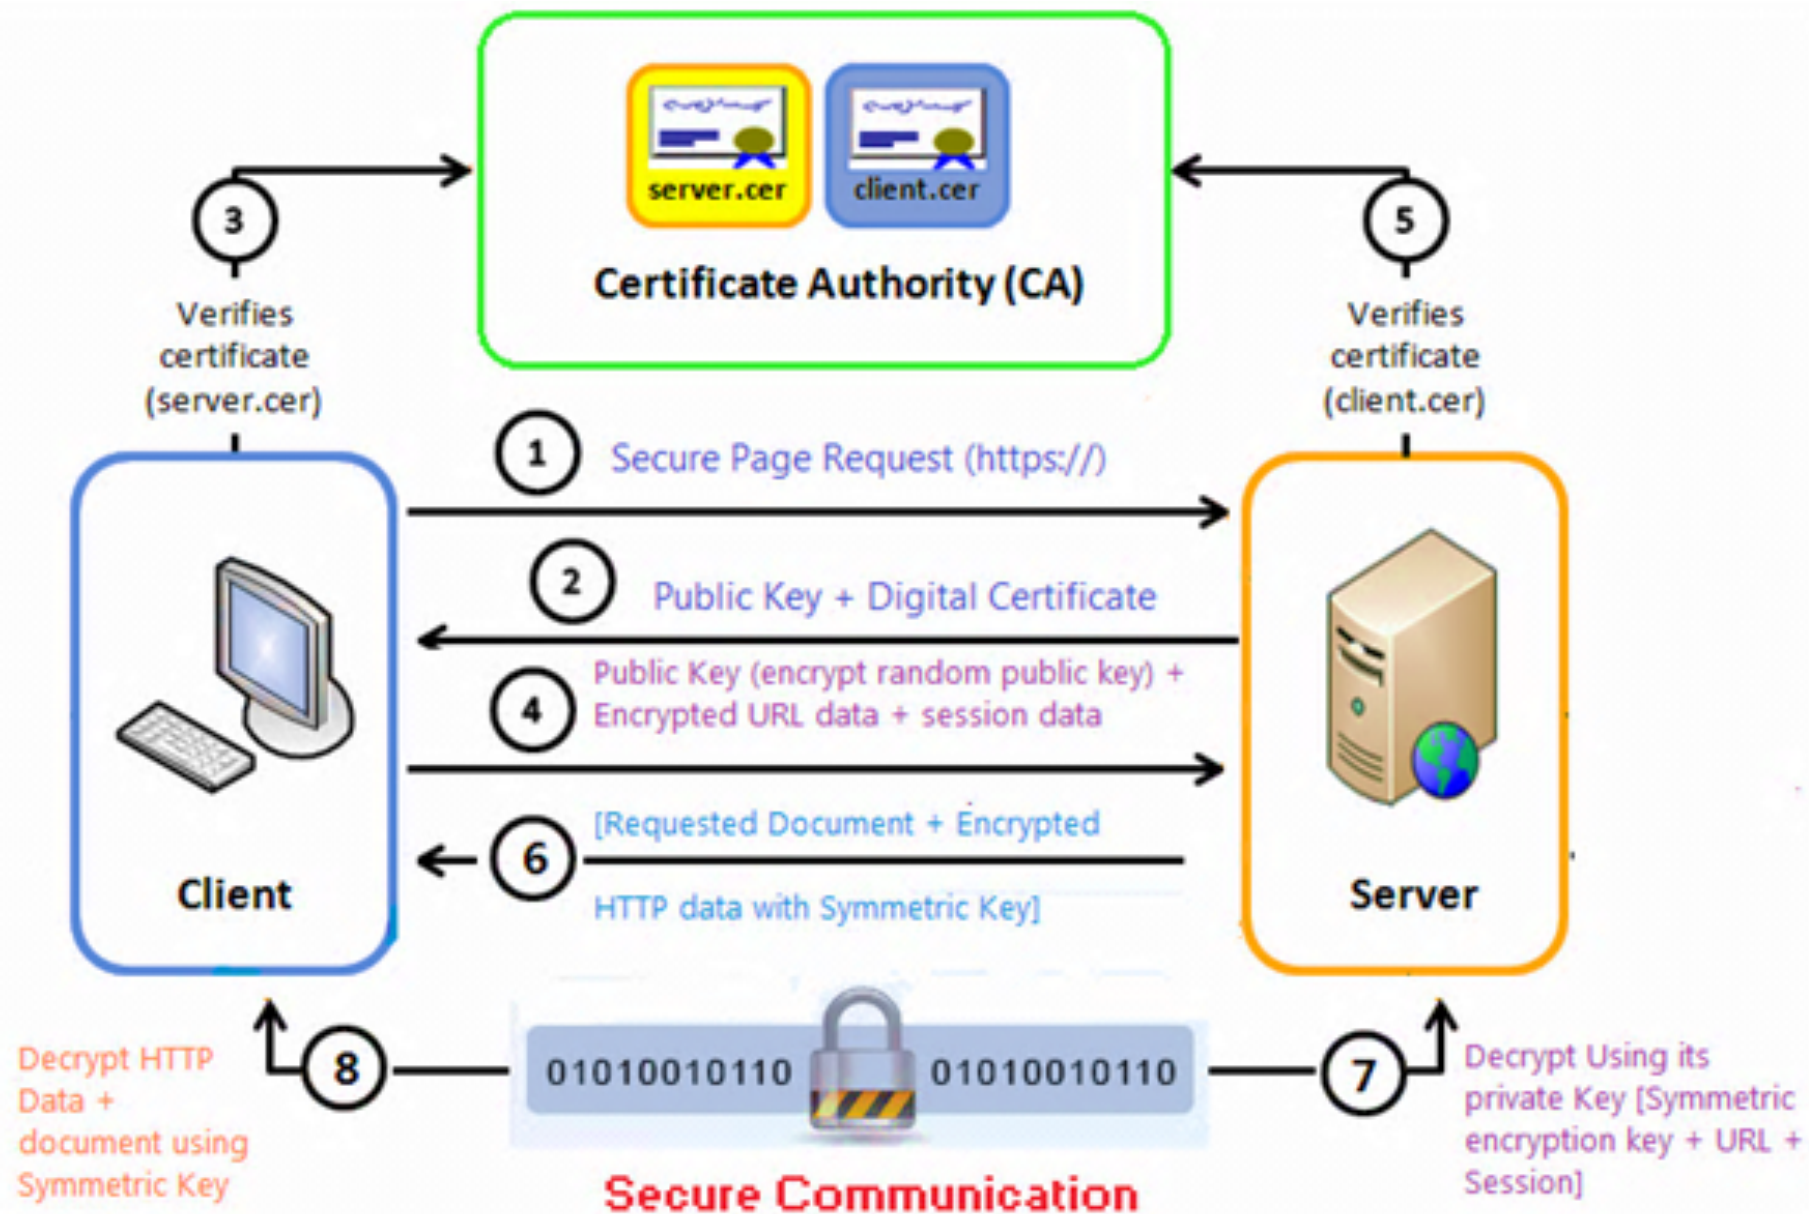 server.cer
client.cer
Certificate Authority (CA)
3
Verifies
certificate
(server.cer)
5
Verifies
certificate
(client.cer)
1
Secure Page Request (https://)
2
Public Key + Digital Certificate
4
Public Key (encrypt random public key) +
Encrypted URL data + session data
6
[Requested Document + Encrypted
HTTP data with Symmetric Key]
Client
Server
8
Decrypt HTTP
Data +
document using
Symmetric Key
01010010110
01010010110
7
Decrypt Using its
private Key [Symmetric
encryption key + URL +
Session]
Secure Communication